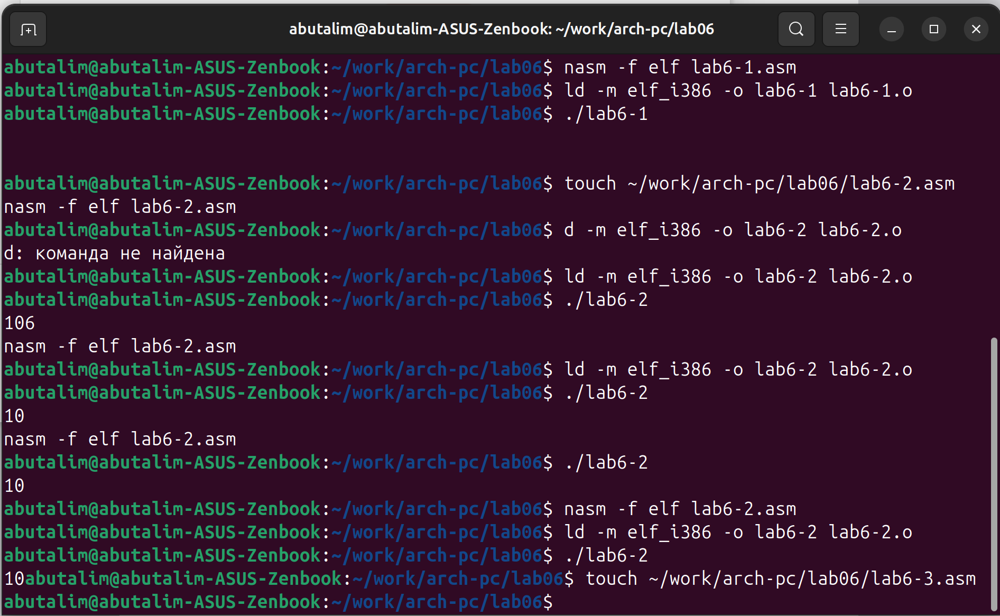 abutalim@abutalim-ASUS-Zenbook: ~/work/arch-pc/lab06
abutalim@abutalim-ASUS-Zenbook:~/work/arch-pc/lab06$ nasm -f elf lab6-1.asm
abutalim@abutalim-ASUS-Zenbook:~/work/arch-pc/lab06$ ld -m elf_i386 -o lab6-1 lab6-1.o
abutalim@abutalim-ASUS-Zenbook:~/work/arch-pc/lab06$ ./lab6-1
abutalim@abutalim-ASUS-Zenbook:~/work/arch-pc/lab06$ touch ~/work/arch-pc/lab06/lab6-2.asm
nasm -f elf lab6-2.asm
abutalim@abutalim-ASUS-Zenbook:~/work/arch-pc/lab06$ d -m elf_i386 -o lab6-2 lab6-2.o
d: команда не найдена
abutalim@abutalim-ASUS-Zenbook:~/work/arch-pc/lab06$ ld -m elf_i386 -o lab6-2 lab6-2.o
abutalim@abutalim-ASUS-Zenbook:~/work/arch-pc/lab06$ ./lab6-2
106
nasm -f elf lab6-2.asm
abutalim@abutalim-ASUS-Zenbook:~/work/arch-pc/lab06$ ld -m elf_i386 -o lab6-2 lab6-2.o
abutalim@abutalim-ASUS-Zenbook:~/work/arch-pc/lab06$ ./lab6-2
10
nasm -f elf lab6-2.asm
abutalim@abutalim-ASUS-Zenbook:~/work/arch-pc/lab06$ ./lab6-2
10
abutalim@abutalim-ASUS-Zenbook:~/work/arch-pc/lab06$ nasm -f elf lab6-2.asm
abutalim@abutalim-ASUS-Zenbook:~/work/arch-pc/lab06$ ld -m elf_i386 -o lab6-2 lab6-2.o
abutalim@abutalim-ASUS-Zenbook:~/work/arch-pc/lab06$ ./lab6-2
10abutalim@abutalim-ASUS-Zenbook:~/work/arch-pc/lab06$ touch ~/work/arch-pc/lab06/lab6-3.asm
abutalim@abutalim-ASUS-Zenbook:~/work/arch-pc/lab06$